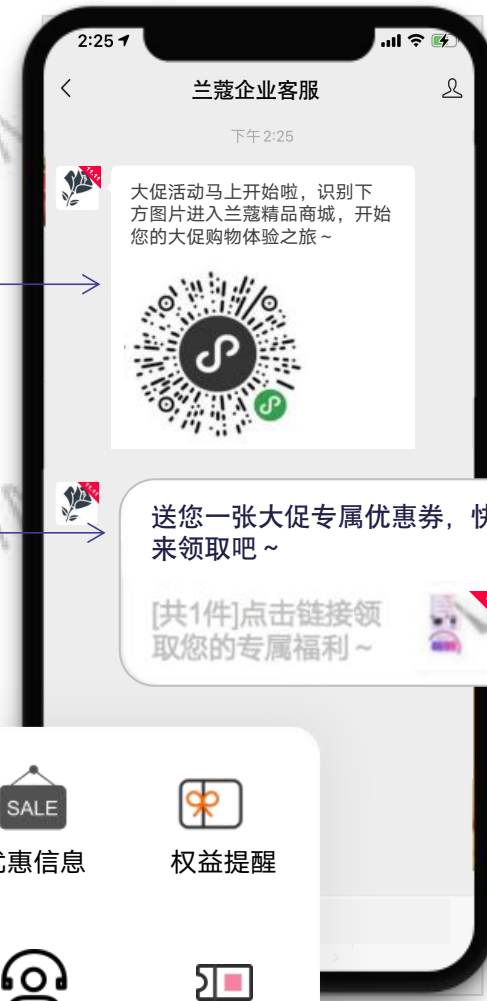 2:25
兰蔻企业客服
下午 2:25
11.11
大促活动马上开始啦，识别下
方图片进入兰蔻精品商城，开始
您的大促购物体验之旅～
11.11
送您一张大促专属优惠券，快
来领取吧～
[共1件]点击链接领
取您的专属福利～
SALE
惠信息
权益提醒